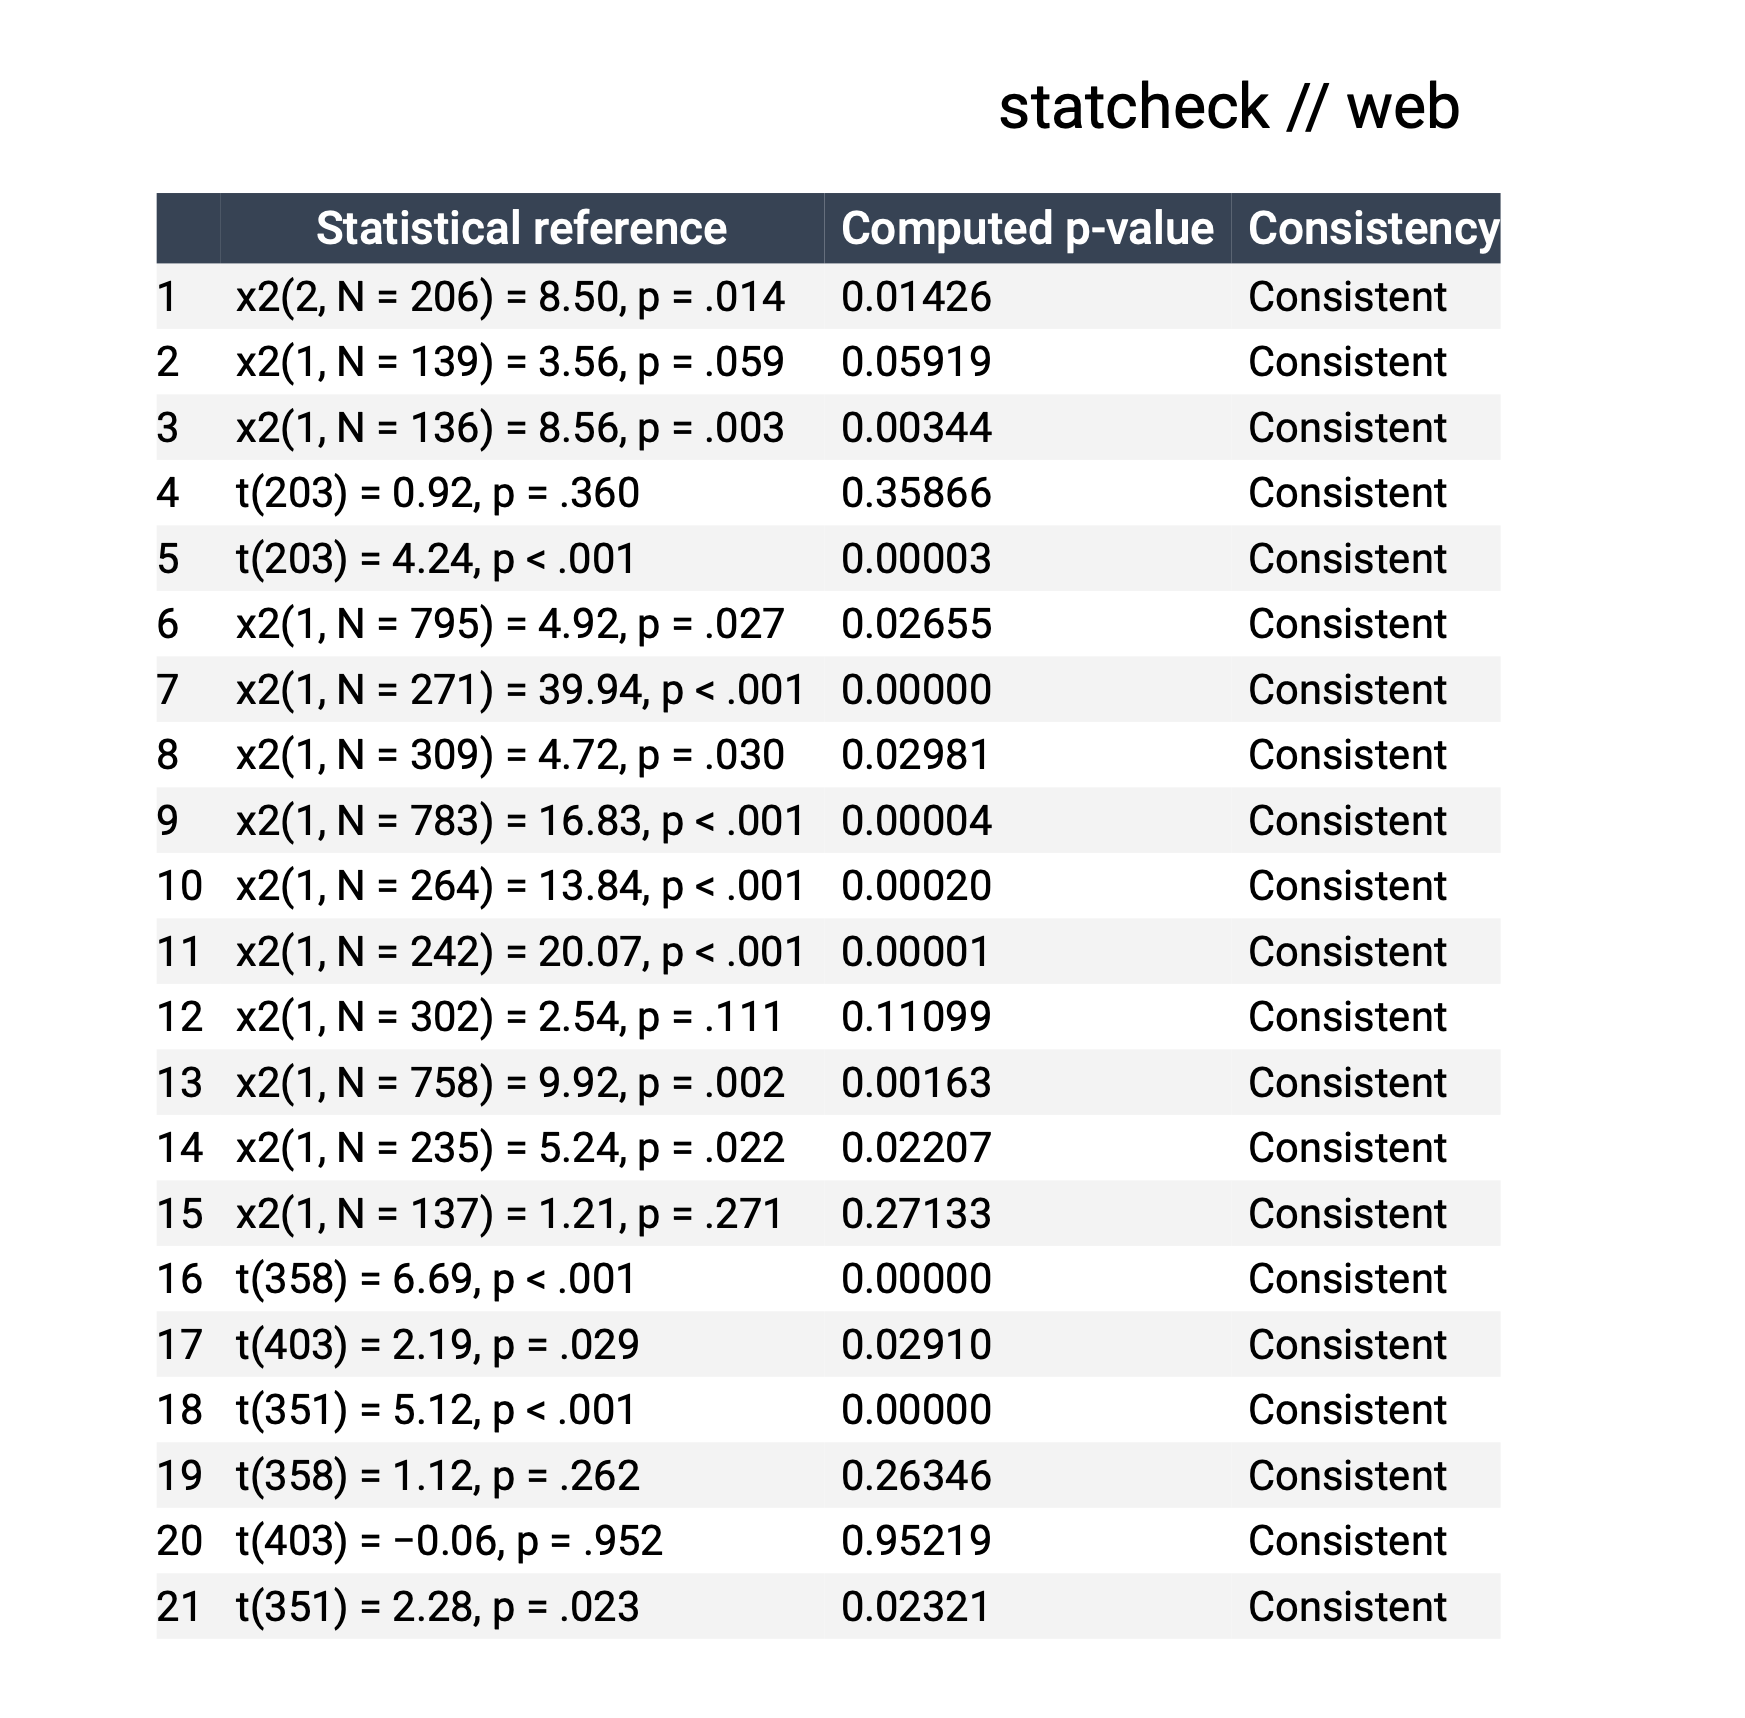 statcheck // web
Statistical reference Computed p-value Consistency
1 x2(2, N = 206) = 8.50, p = .014 0.01426 Consistent
2 x2(1, N = 139) = 3.56, p = .059 0.05919 Consistent
3 x2(1, N = 136) = 8.56, p = .003 0.00344 Consistent
4 t(203) = 0.92, p = .360 0.35866 Consistent
5 t(203) = 4.24, p < .001 0.00003 Consistent
6 x2(1, N = 795) = 4.92, p = .027 0.02655 Consistent
7 x2(1, N = 271) = 39.94, p < .001 0.00000 Consistent
8 x2(1, N = 309) = 4.72, p = .030 0.02981 Consistent
9 x2(1, N = 783) = 16.83, p < .001 0.00004 Consistent
10 x2(1, N = 264) = 13.84, p < .001 0.00020 Consistent
11 x2(1, N = 242) = 20.07, p < .001 0.00001 Consistent
12 x2(1, N = 302) = 2.54, p = .111 0.11099 Consistent
13 x2(1, N = 758) = 9.92, p = .002 0.00163 Consistent
14 x2(1, N = 235) = 5.24, p = .022 0.02207 Consistent
15 x2(1, N = 137) = 1.21, p = .271 0.27133 Consistent
16 t(358) = 6.69, p < .001 0.00000 Consistent
17 t(403) = 2.19, p = .029 0.02910 Consistent
18 t(351) = 5.12, p < .001 0.00000 Consistent
19 t(358) = 1.12, p = .262 0.26346 Consistent
20 t(403) = −0.06, p = .952 0.95219 Consistent
21 t(351) = 2.28, p = .023 0.02321 Consistent